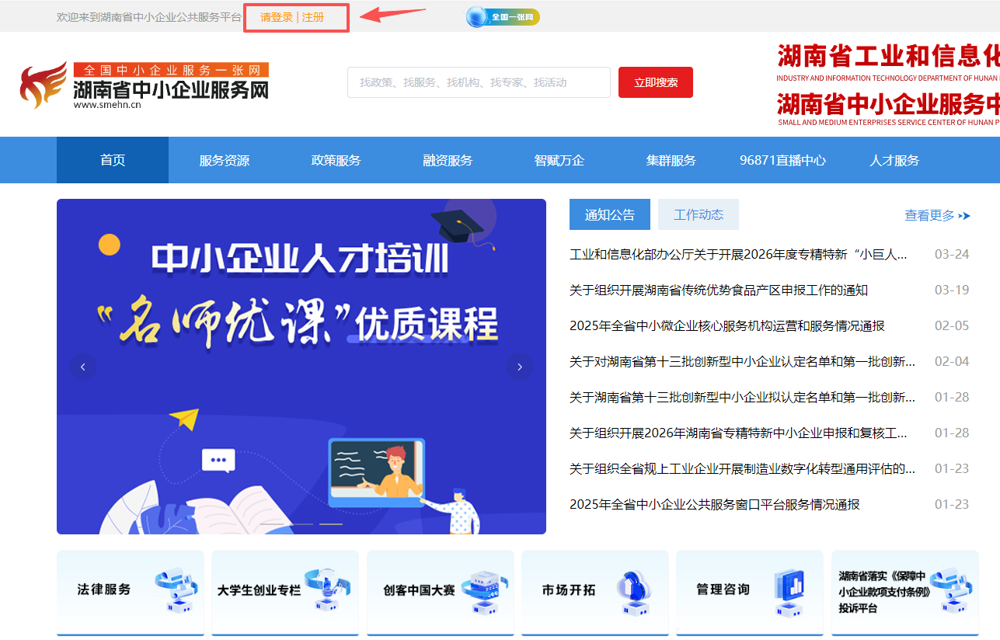 欢迎来到湖南省中小企业公共服务平台 请登录 | 注册
全国一张网
全国中小企业服务一张网
湖南省中小企业服务网
www.smehn.cn
找政策、找服务、找机构、找专家、找活动
立即搜索
湖南省工业和信息化
INDUSTRY AND INFORMATION TECHNOLOGY DEPARTMENT OF HUNAN
湖南省中小企业服务中
SMALL AND MEDIUM ENTERPRISES SERVICE CENTER OF HUNAN P
首页 服务资源 政策服务 融资服务 智赋万企 集群服务 96871直播中心 人才服务
中小企业人才培训
“名师优课”优质课程
通知公告 工作动态 查看更多
工业和信息化部办公厅关于开展2026年度专精特新“小巨人... 03-24
关于组织开展湖南省传统优势食品产区申报工作的通知 03-19
2025年全省中小微企业核心服务机构运营和服务情况通报 02-05
关于对湖南省第十三批创新型中小企业认定名单和第一批创新... 02-04
关于湖南省第十三批创新型中小企业拟认定名单和第一批创新... 01-28
关于组织开展2026年湖南省专精特新中小企业申报和复核工... 01-28
关于组织全省规上工业企业开展制造业数字化转型通用评估的... 01-23
2025年全省中小企业公共服务窗口平台服务情况通报 01-23
法律服务
大学生创业专栏
创客中国大赛
市场开拓
管理咨询
湖南省落实《保障中
小企业款项支付条例》
投诉平台